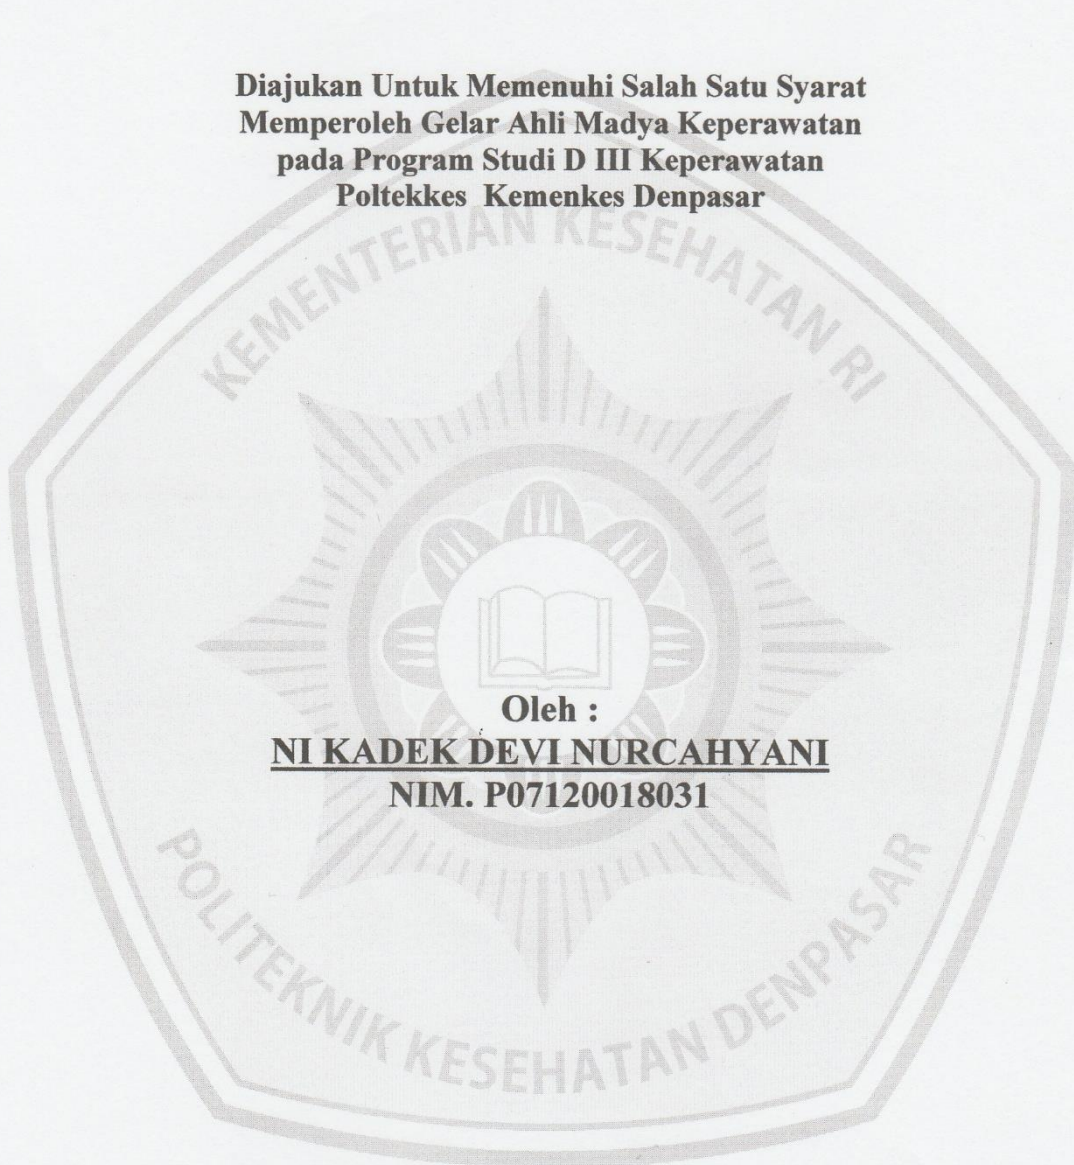 Diajukan Untuk Memenuhi Salah Satu Syarat
Memperoleh Gelar Ahli Madya Keperawatan
pada Program Studi D III Keperawatan
Poltekkes Kemenkes Denpasar
KEMENTERIAN KESEHATAN RI
Oleh :
NI KADEK DEVI NURCAHYANI
NIM. P07120018031
POLITEKNIK KESEHATAN DENPASAR